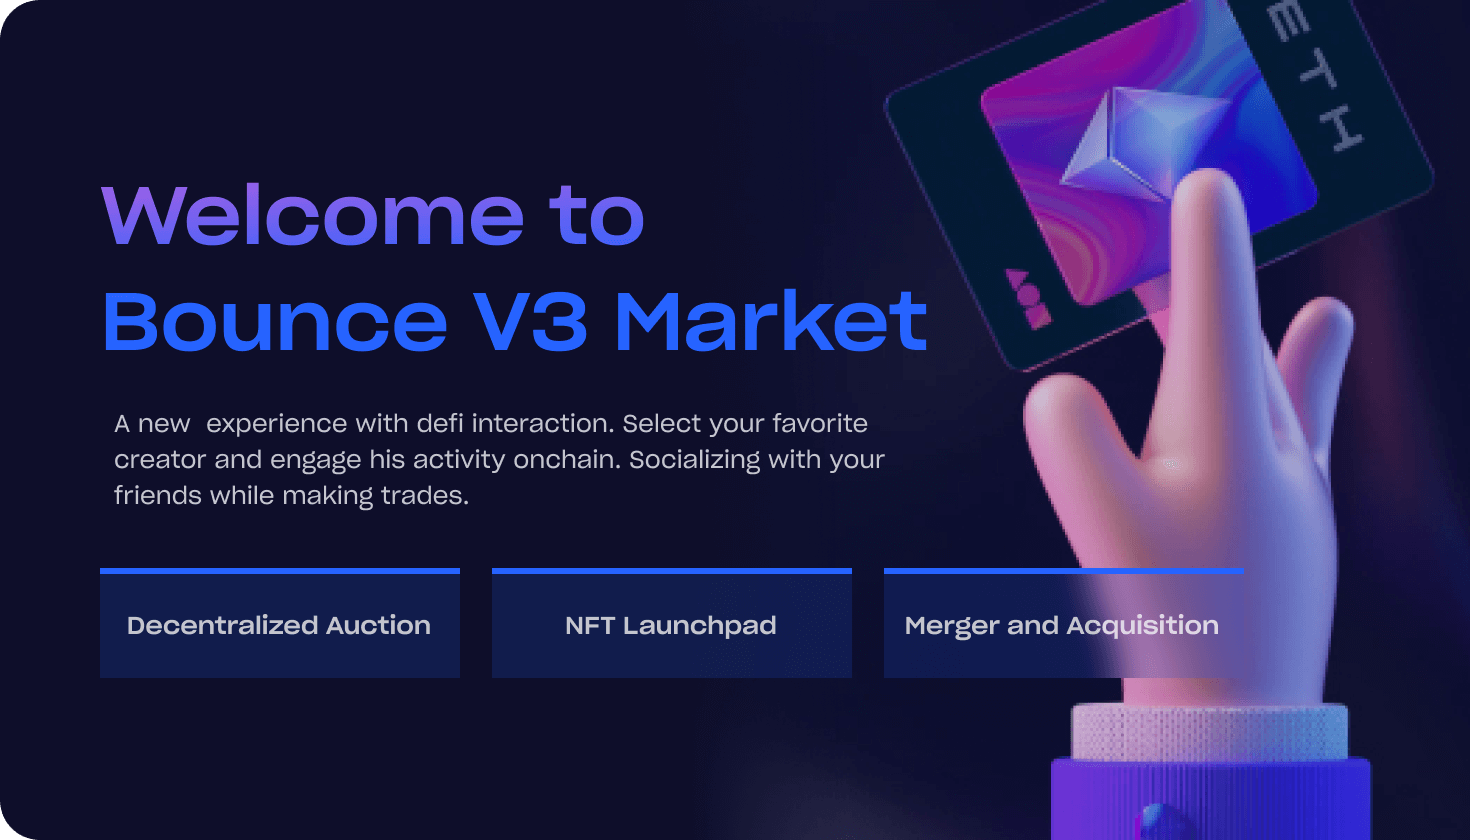 ETH
Welcome to
Bounce V3 Market
A new  experience with defi interaction. Select your favorite
creator and engage his activity onchain. Socializing with your
friends while making trades.
Decentralized Auction
NFT Launchpad
Merger and Acquisition